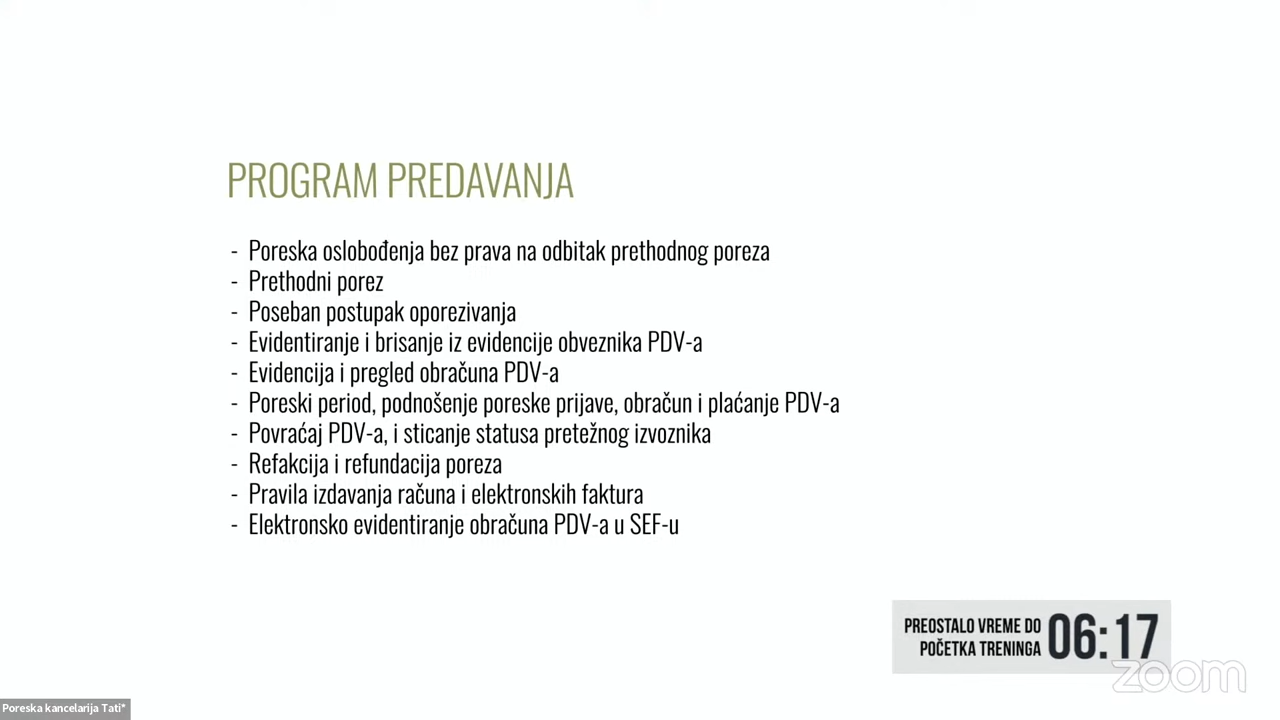 PROGRAM PREDAVANJA
- Poreska oslobođenja bez prava na odbitak prethodnog poreza
- Prethodni porez
- Poseban postupak oporezivanja
- Evidentiranje i brisanje iz evidencije obveznika PDV-a
- Evidencija i pregled obračuna PDV-a
- Poreski period, podnošenje poreske prijave, obračun i plaćanje PDV-a
- Povraćaj PDV-a, i sticanje statusa pretežnog izvoznika
- Refakcija i refundacija poreza
- Pravila izdavanja računa i elektronskih faktura
- Elektronsko evidentiranje obračuna PDV-a u SEF-u
PREOSTALO VREME DO
POČETKA TRENINGA
06:17
zoom
Poreska kancelarija Tati*